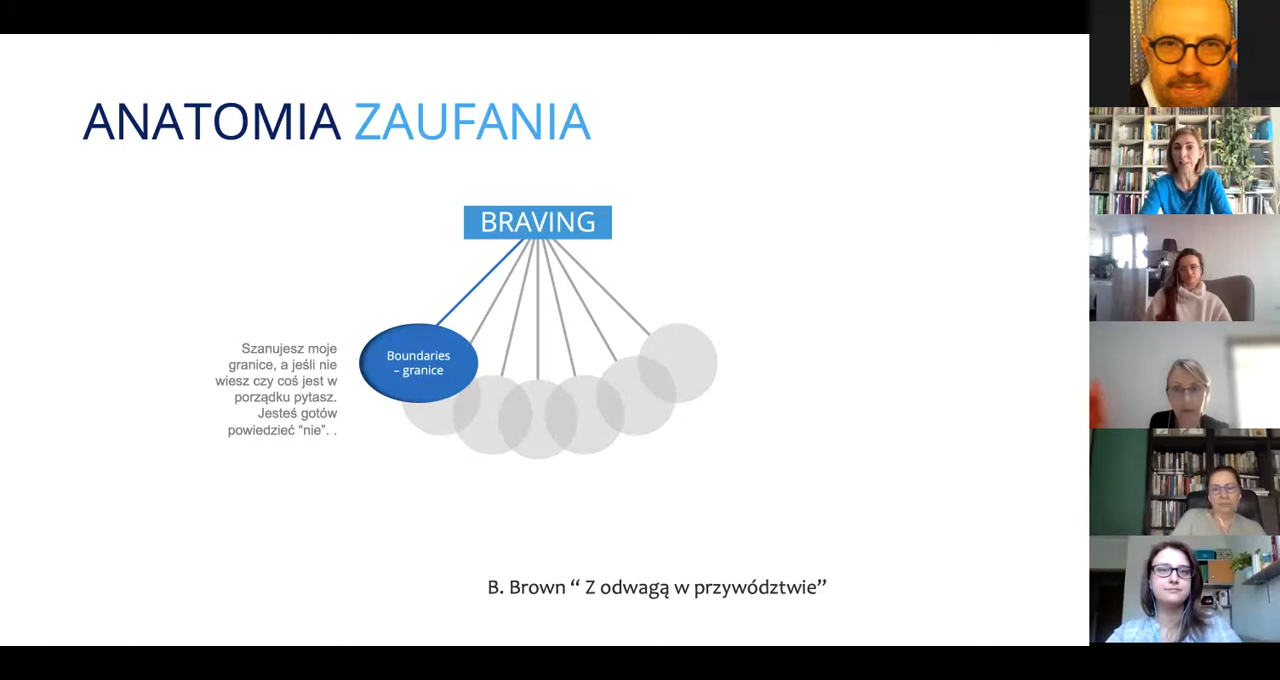 ANATOMIA ZAUFANIA
BRAVING
Boundaries
– granice
Szanujesz moje
granice, a jeśli nie
wiesz czy coś jest w
porządku pytasz.
Jesteś gotów
powiedzieć “nie”. .
B. Brown “ Z odwagą w przywództwie”